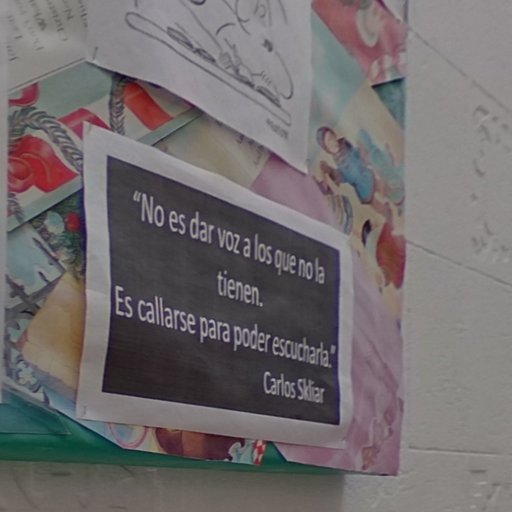 “No es dar voz a los que no la
tienen.
Es callarse para poder escucharla.”
Carlos Skliar